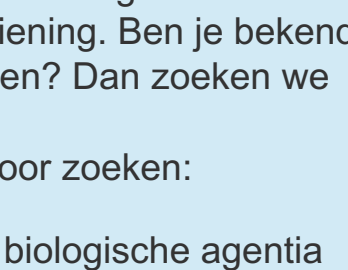 iening. Ben je bekend
en? Dan zoeken we
oor zoeken:
biologische agentia